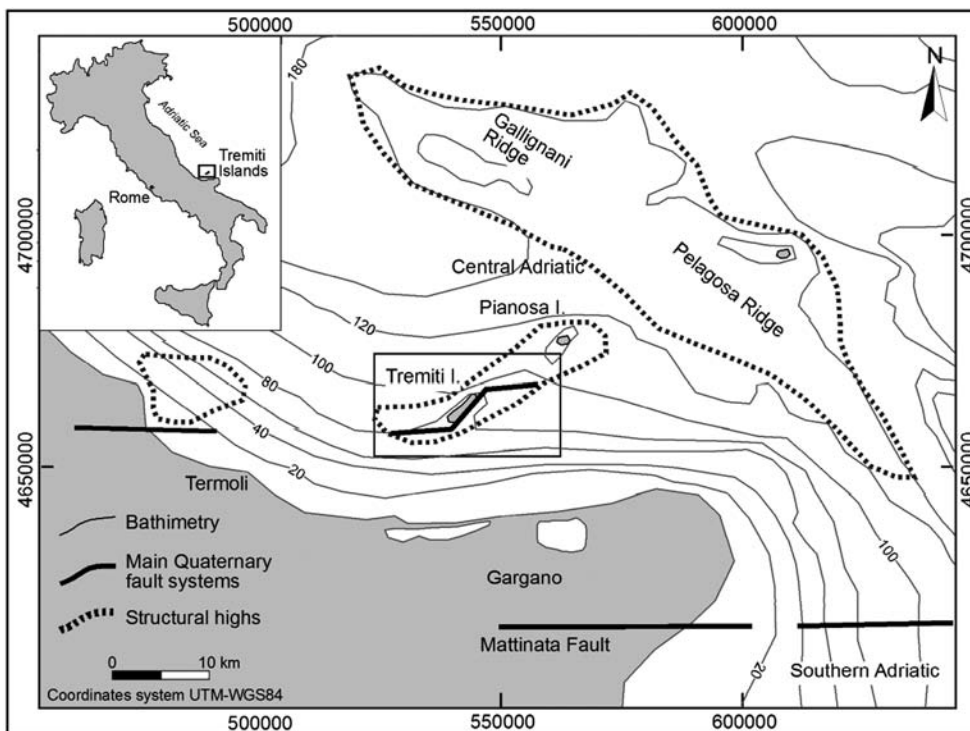 500000
550000
600000
N
180
Adriatic Sea
Tremiti
Islands
Rome
Gallignani
Ridge
4700000
4700000
Central Adriatic
Pelagosa Ridge
Pianosa I.
120
100
80
Tremiti I.
40
20
4650000
4650000
Termoli
100
Bathimetry
Main Quaternary
fault systems
Gargano
Structural highs
Mattinata Fault
20
Southern Adriatic
0
10 km
Coordinates system UTM-WGS84
500000
550000
600000